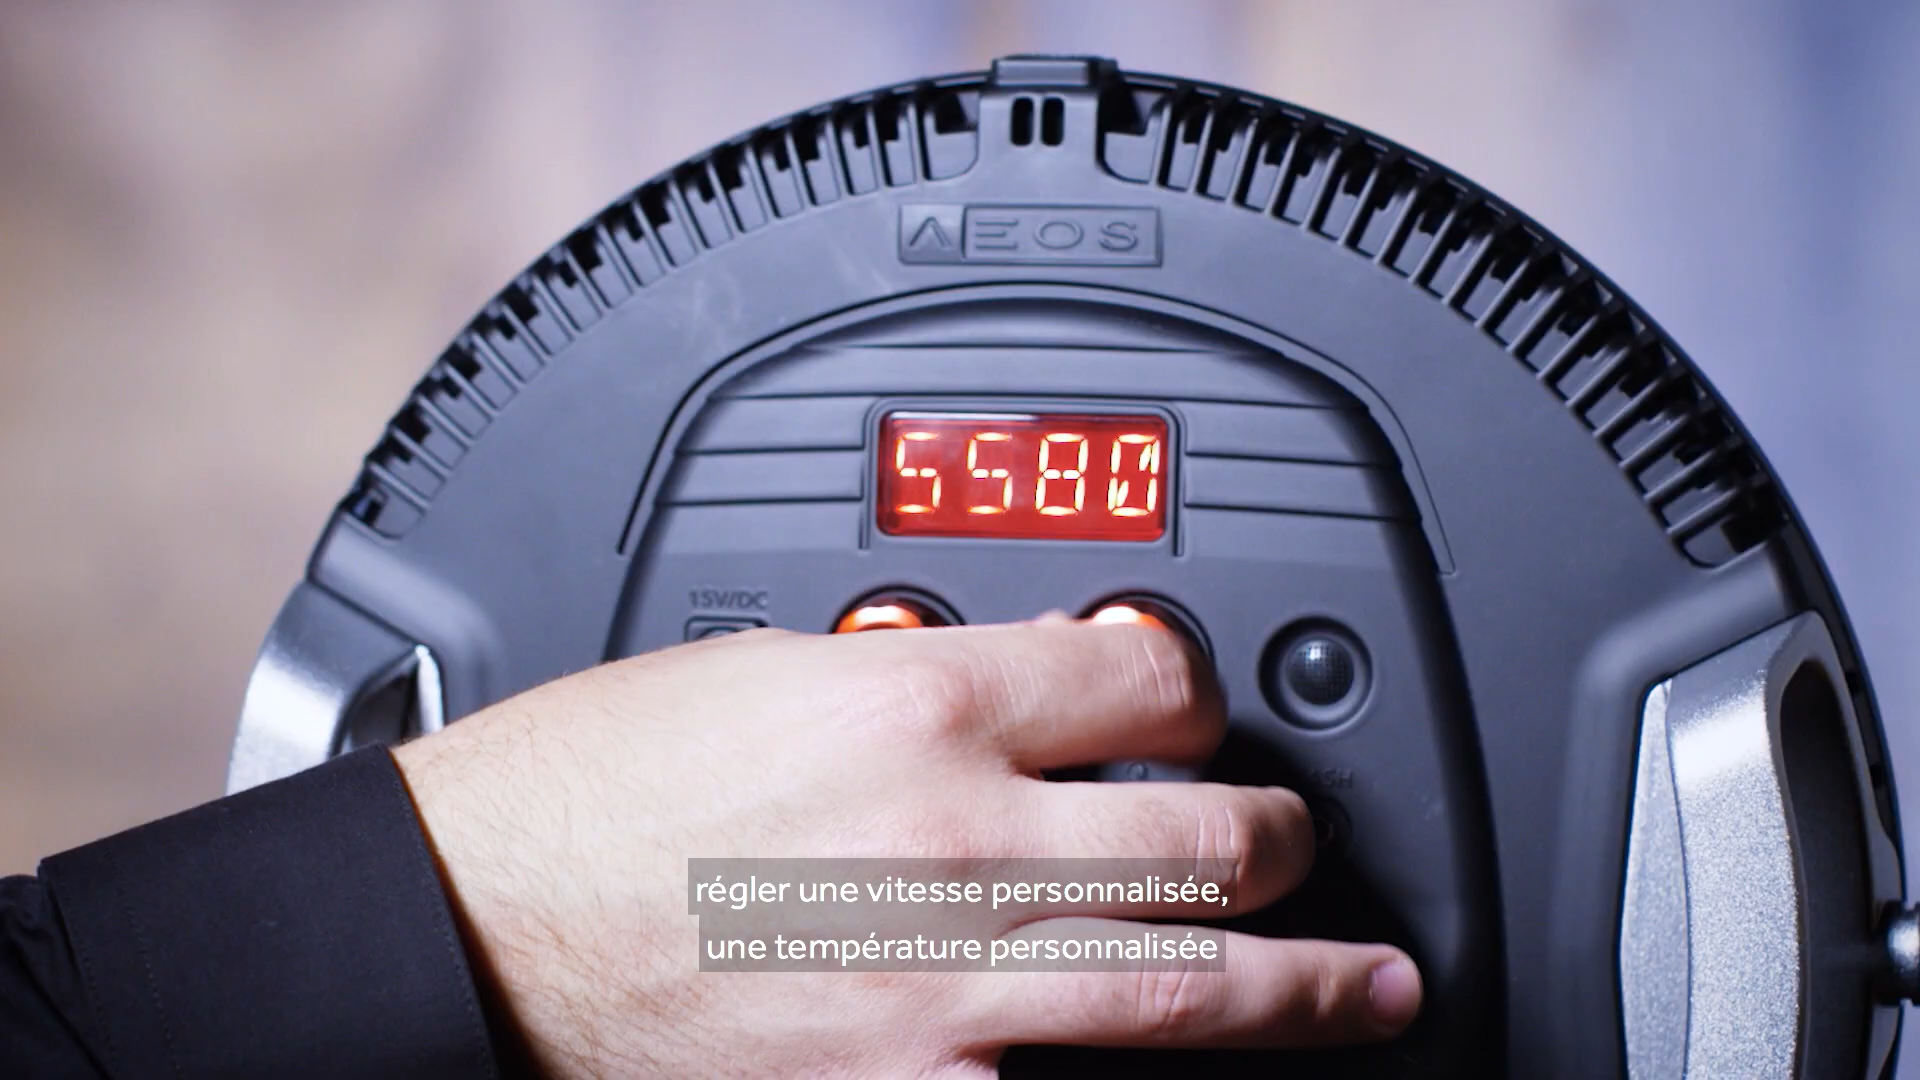 AEOS
5580
15V/DC
régler une vitesse personnalisée,
une température personnalisée